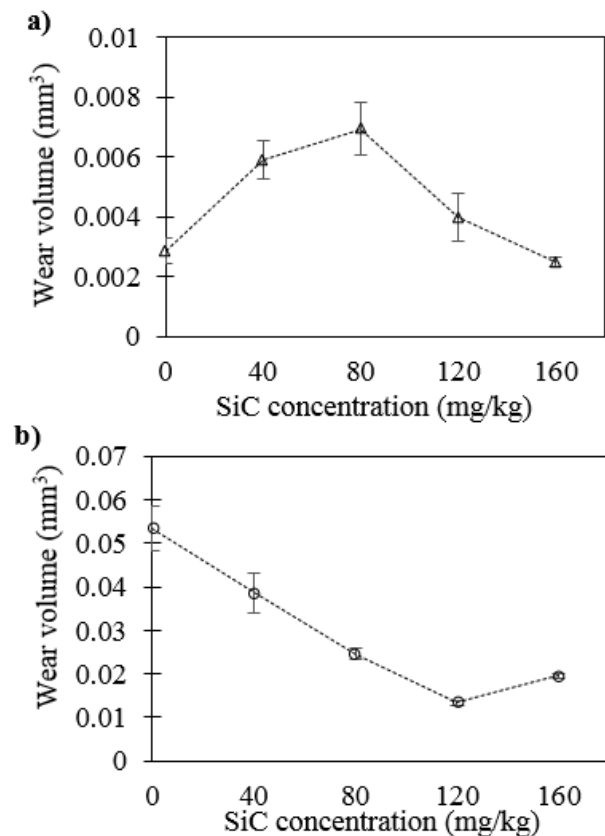 a)
Wear volume (mm³)
0.01
0.008
0.006
0.004
0.002
0
0 40 80 120 160
SiC concentration (mg/kg)
b)
Wear volume (mm³)
0.07
0.06
0.05
0.04
0.03
0.02
0.01
0
0 40 80 120 160
SiC concentration (mg/kg)